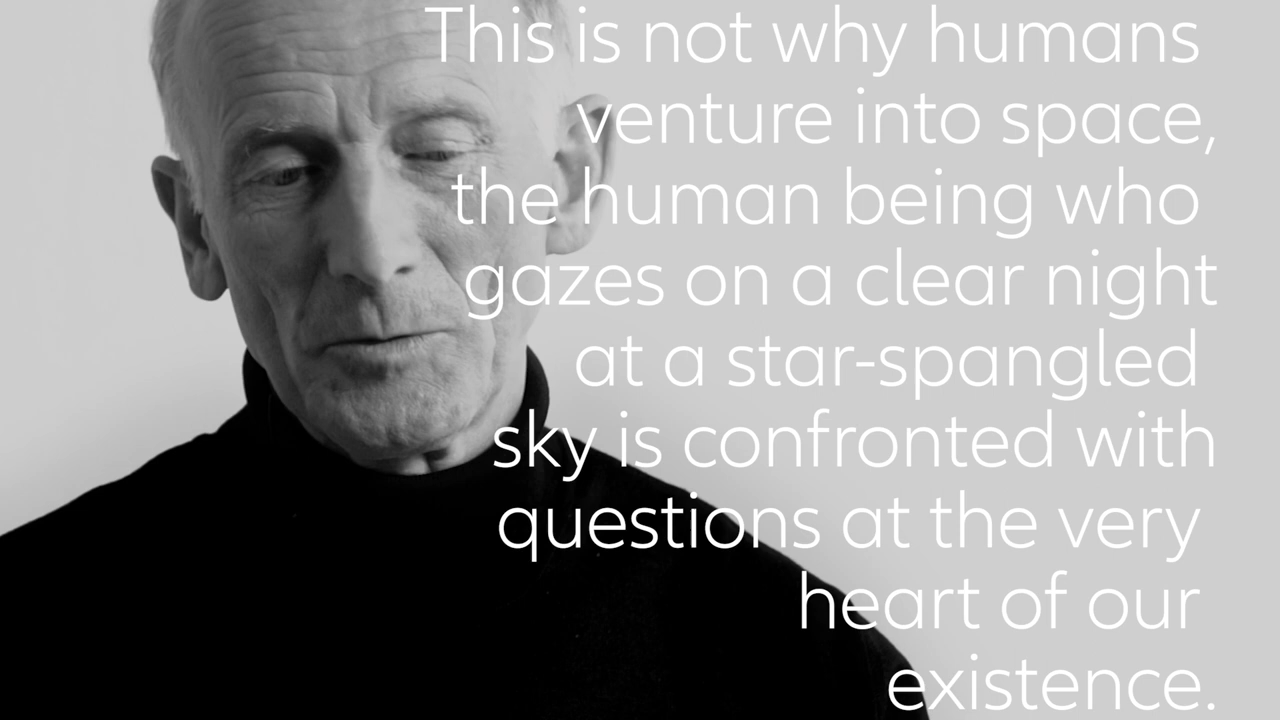 This is not why humans
venture into space,
the human being who
gazes on a clear night
at a star-spangled
sky is confronted with
questions at the very
heart of our
existence.